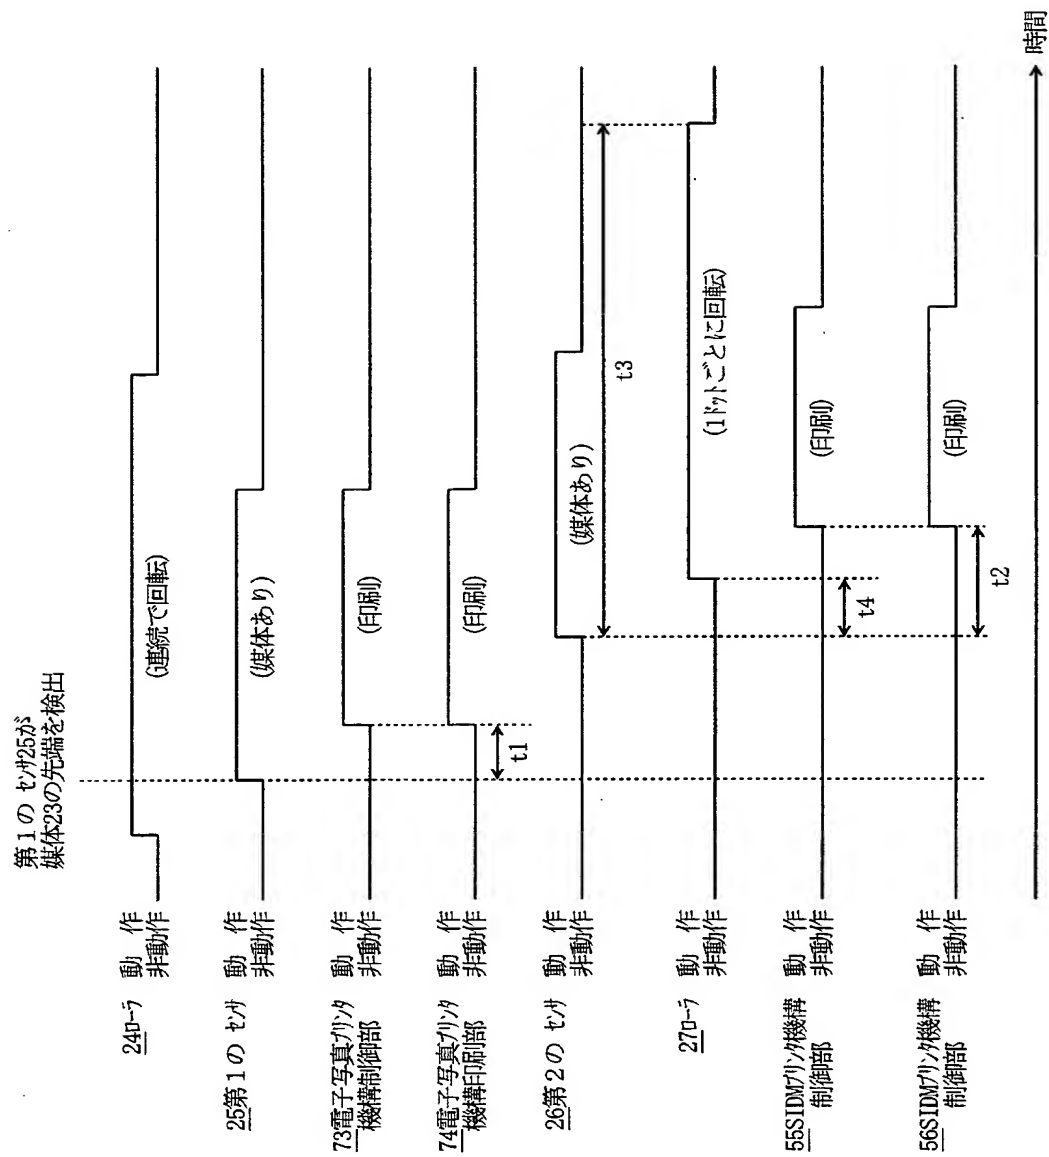 第1の センサ25が
媒体23の先端を検出
24ローラ
動 作
非動作
(連続で回転)
25第1の センサ
動 作
非動作
(媒体あり)
73電子写真プリンタ
機構制御部
動 作
非動作
(印刷)
74電子写真プリンタ
機構印刷部
動 作
非動作
(印刷)
t1
26第2の センサ
動 作
非動作
(媒体あり)
t3
27ローラ
動 作
非動作
(1ドットごとに回転)
55SIDMプリンタ機構
制御部
動 作
非動作
(印刷)
t4
56SIDMプリンタ機構
制御部
動 作
非動作
(印刷)
t2
時間